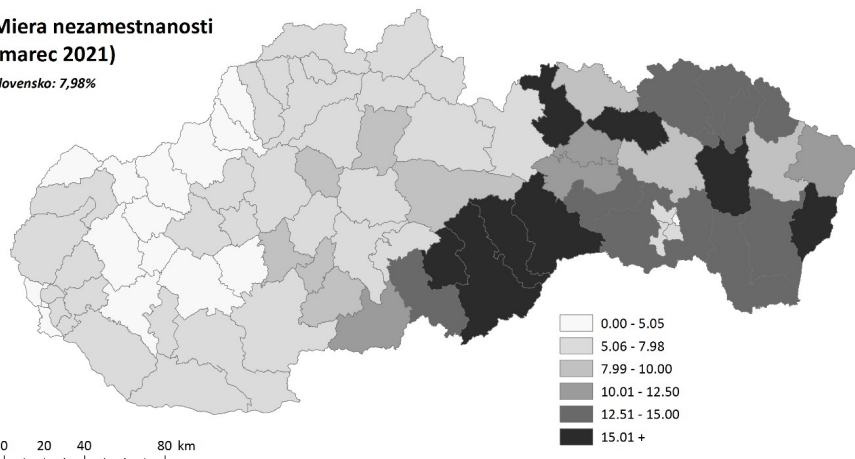 Miera nezamestnanosti
marec 2021)
lovensko: 7,98%
0.00 - 5.05
5.06 - 7.98
7.99 - 10.00
10.01 - 12.50
12.51 - 15.00
15.01 +
0 20 40 80 km